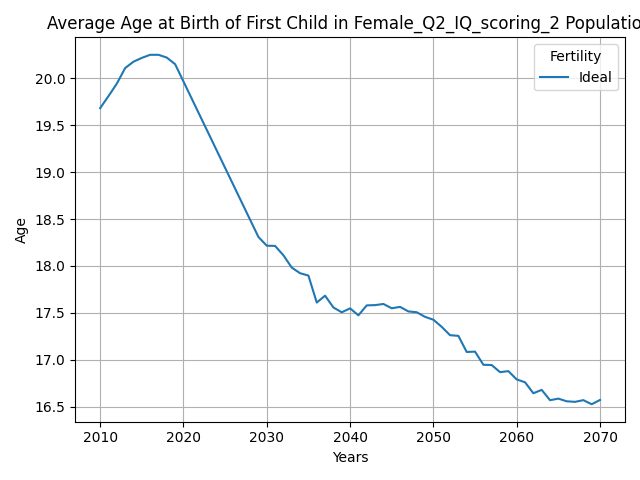 Average Age at Birth of First Child in Female_Q2_IQ_scoring_2 Populatio
Fertility
Ideal
20.0
19.5
19.0
18.5
18.0
17.5
17.0
16.5
Age
2010 2020 2030 2040 2050 2060 2070
Years